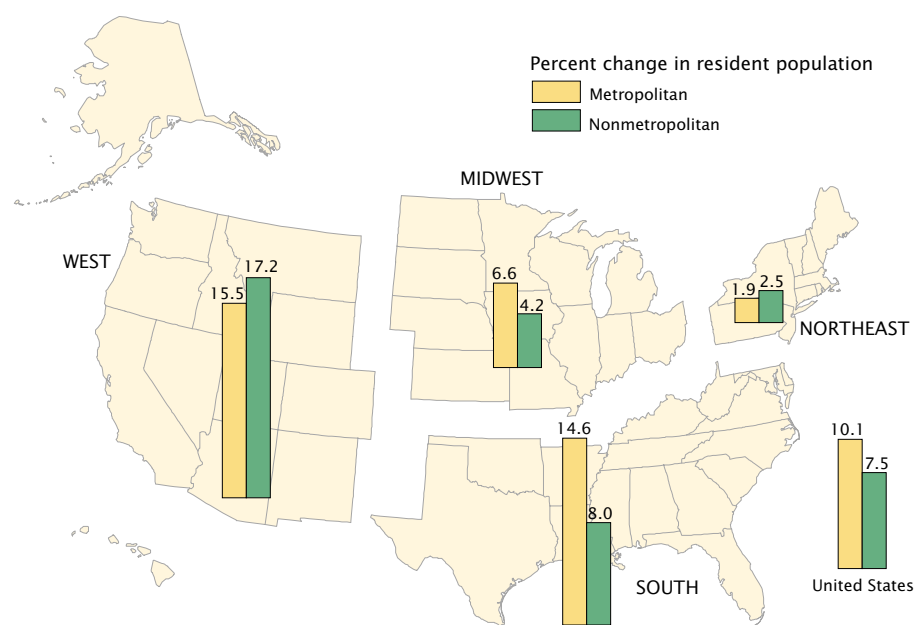 Percent change in resident population
Metropolitan
Nonmetropolitan
MIDWEST
WEST
17.2
15.5
6.6
4.2
1.9
2.5
NORTHEAST
14.6
8.0
10.1
7.5
SOUTH
United States